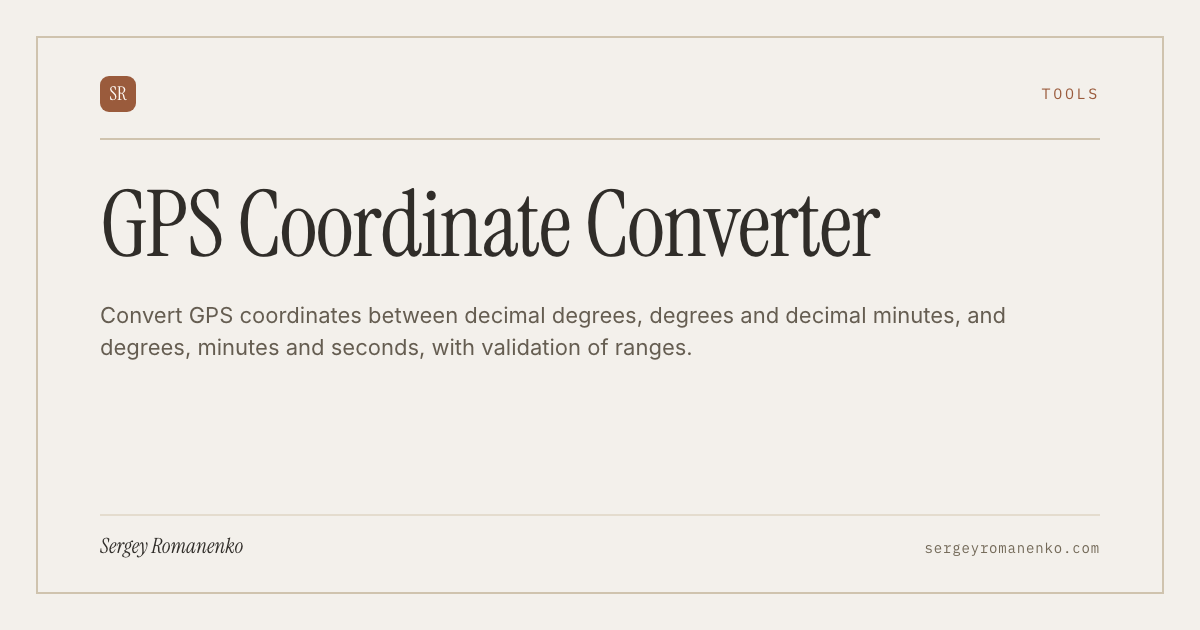 SR
TOOLS
GPS Coordinate Converter
Convert GPS coordinates between decimal degrees, degrees and decimal minutes, and
degrees, minutes and seconds, with validation of ranges.
Sergey Romanenko
sergeyromanenko.com